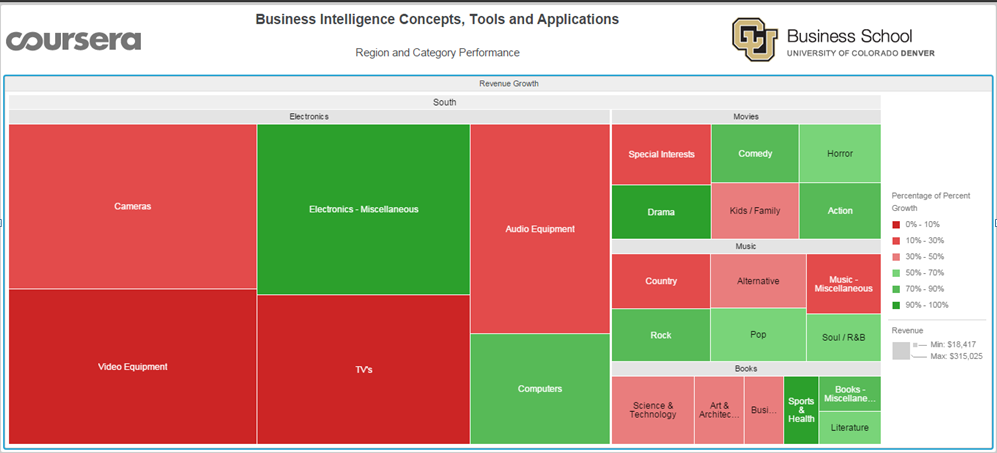 Business Intelligence Concepts, Tools and Applications
coursera
Region and Category Performance
CU
Business School
UNIVERSITY OF COLORADO DENVER
Revenue Growth
South
Electronics
Cameras
Electronics - Miscellaneous
Audio Equipment
Video Equipment
TV's
Computers
Movies
Special Interests
Comedy
Horror
Drama
Kids / Family
Action
Music
Country
Alternative
Music -
Miscellaneous
Rock
Pop
Soul / R&B
Books
Science &
Technology
Art &
Architec...
Busi...
Sports
&
Health
Books -
Miscellane...
Literature
Percentage of Percent
Growth
0% - 10%
10% - 30%
30% - 50%
50% - 70%
70% - 90%
90% - 100%
Revenue
Min: $18,417
Max: $315,025